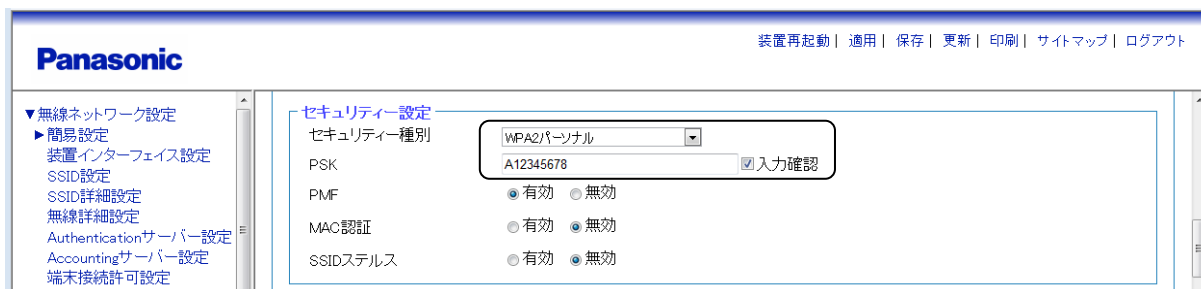 Panasonic
装置再起動| 適用| 保存| 更新| 印刷| サイトマップ| ログアウト
▼無線ネットワーク設定
▶簡易設定
装置インターフェイス設定
SSID設定
SSID詳細設定
無線詳細設定
Authenticationサーバー設定
Accountingサーバー設定
端末接続許可設定
セキュリティー設定
セキュリティー種別 WPA2パーソナル
PSK A12345678 入力確認
PMF 有効 無効
MAC認証 有効 無効
SSIDステルス 有効 無効